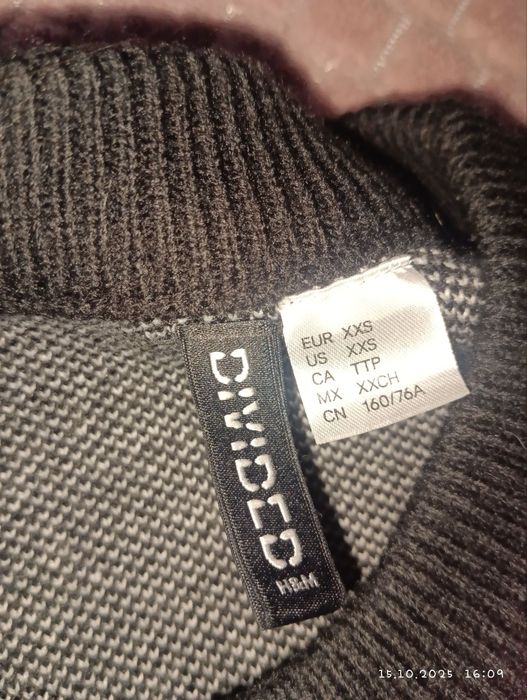 EUR XXS
US XXS
CA TTP
MX XXCH
CN 160/76A
DIVIDED
H&M
15.10.2025 16:09